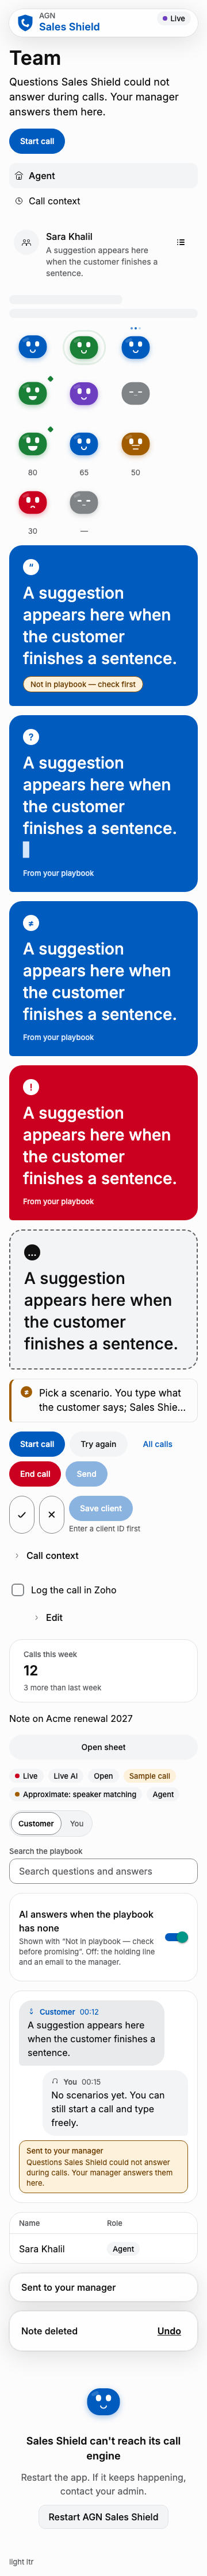 AGN
Sales Shield
Live
Team
Questions Sales Shield could not
answer during calls. Your manager
answers them here.
Start call
Agent
Call context
Sara Khalil
A suggestion appears here
when the customer finishes a
sentence.
80
65
50
30
—
"
A suggestion
appears here when
the customer
finishes a sentence.
Not in playbook — check first
?
A suggestion
appears here when
the customer
finishes a sentence.
From your playbook
≠
A suggestion
appears here when
the customer
finishes a sentence.
From your playbook
!
A suggestion
appears here when
the customer
finishes a sentence.
From your playbook
…
A suggestion
appears here when
the customer
finishes a sentence.
≠
Pick a scenario. You type what
the customer says; Sales Shie…
Start call
Try again
All calls
End call
Send
Save client
Enter a client ID first
Call context
Log the call in Zoho
Edit
Calls this week
12
3 more than last week
Note on Acme renewal 2027
Open sheet
Live
Live AI
Open
Sample call
Approximate: speaker matching
Agent
Customer
You
Search the playbook
Search questions and answers
AI answers when the playbook
has none
Shown with “Not in playbook — check
before promising”. Off: the holding line
and an email to the manager.
Customer 00:12
A suggestion appears here
when the customer finishes a
sentence.
You 00:15
No scenarios yet. You can
still start a call and type
freely.
Sent to your manager
Questions Sales Shield could not answer
during calls. Your manager answers them
here.
Name
Role
Sara Khalil
Agent
Sent to your manager
Note deleted
Undo
Sales Shield can't reach its call
engine
Restart the app. If it keeps happening,
contact your admin.
Restart AGN Sales Shield
light ltr